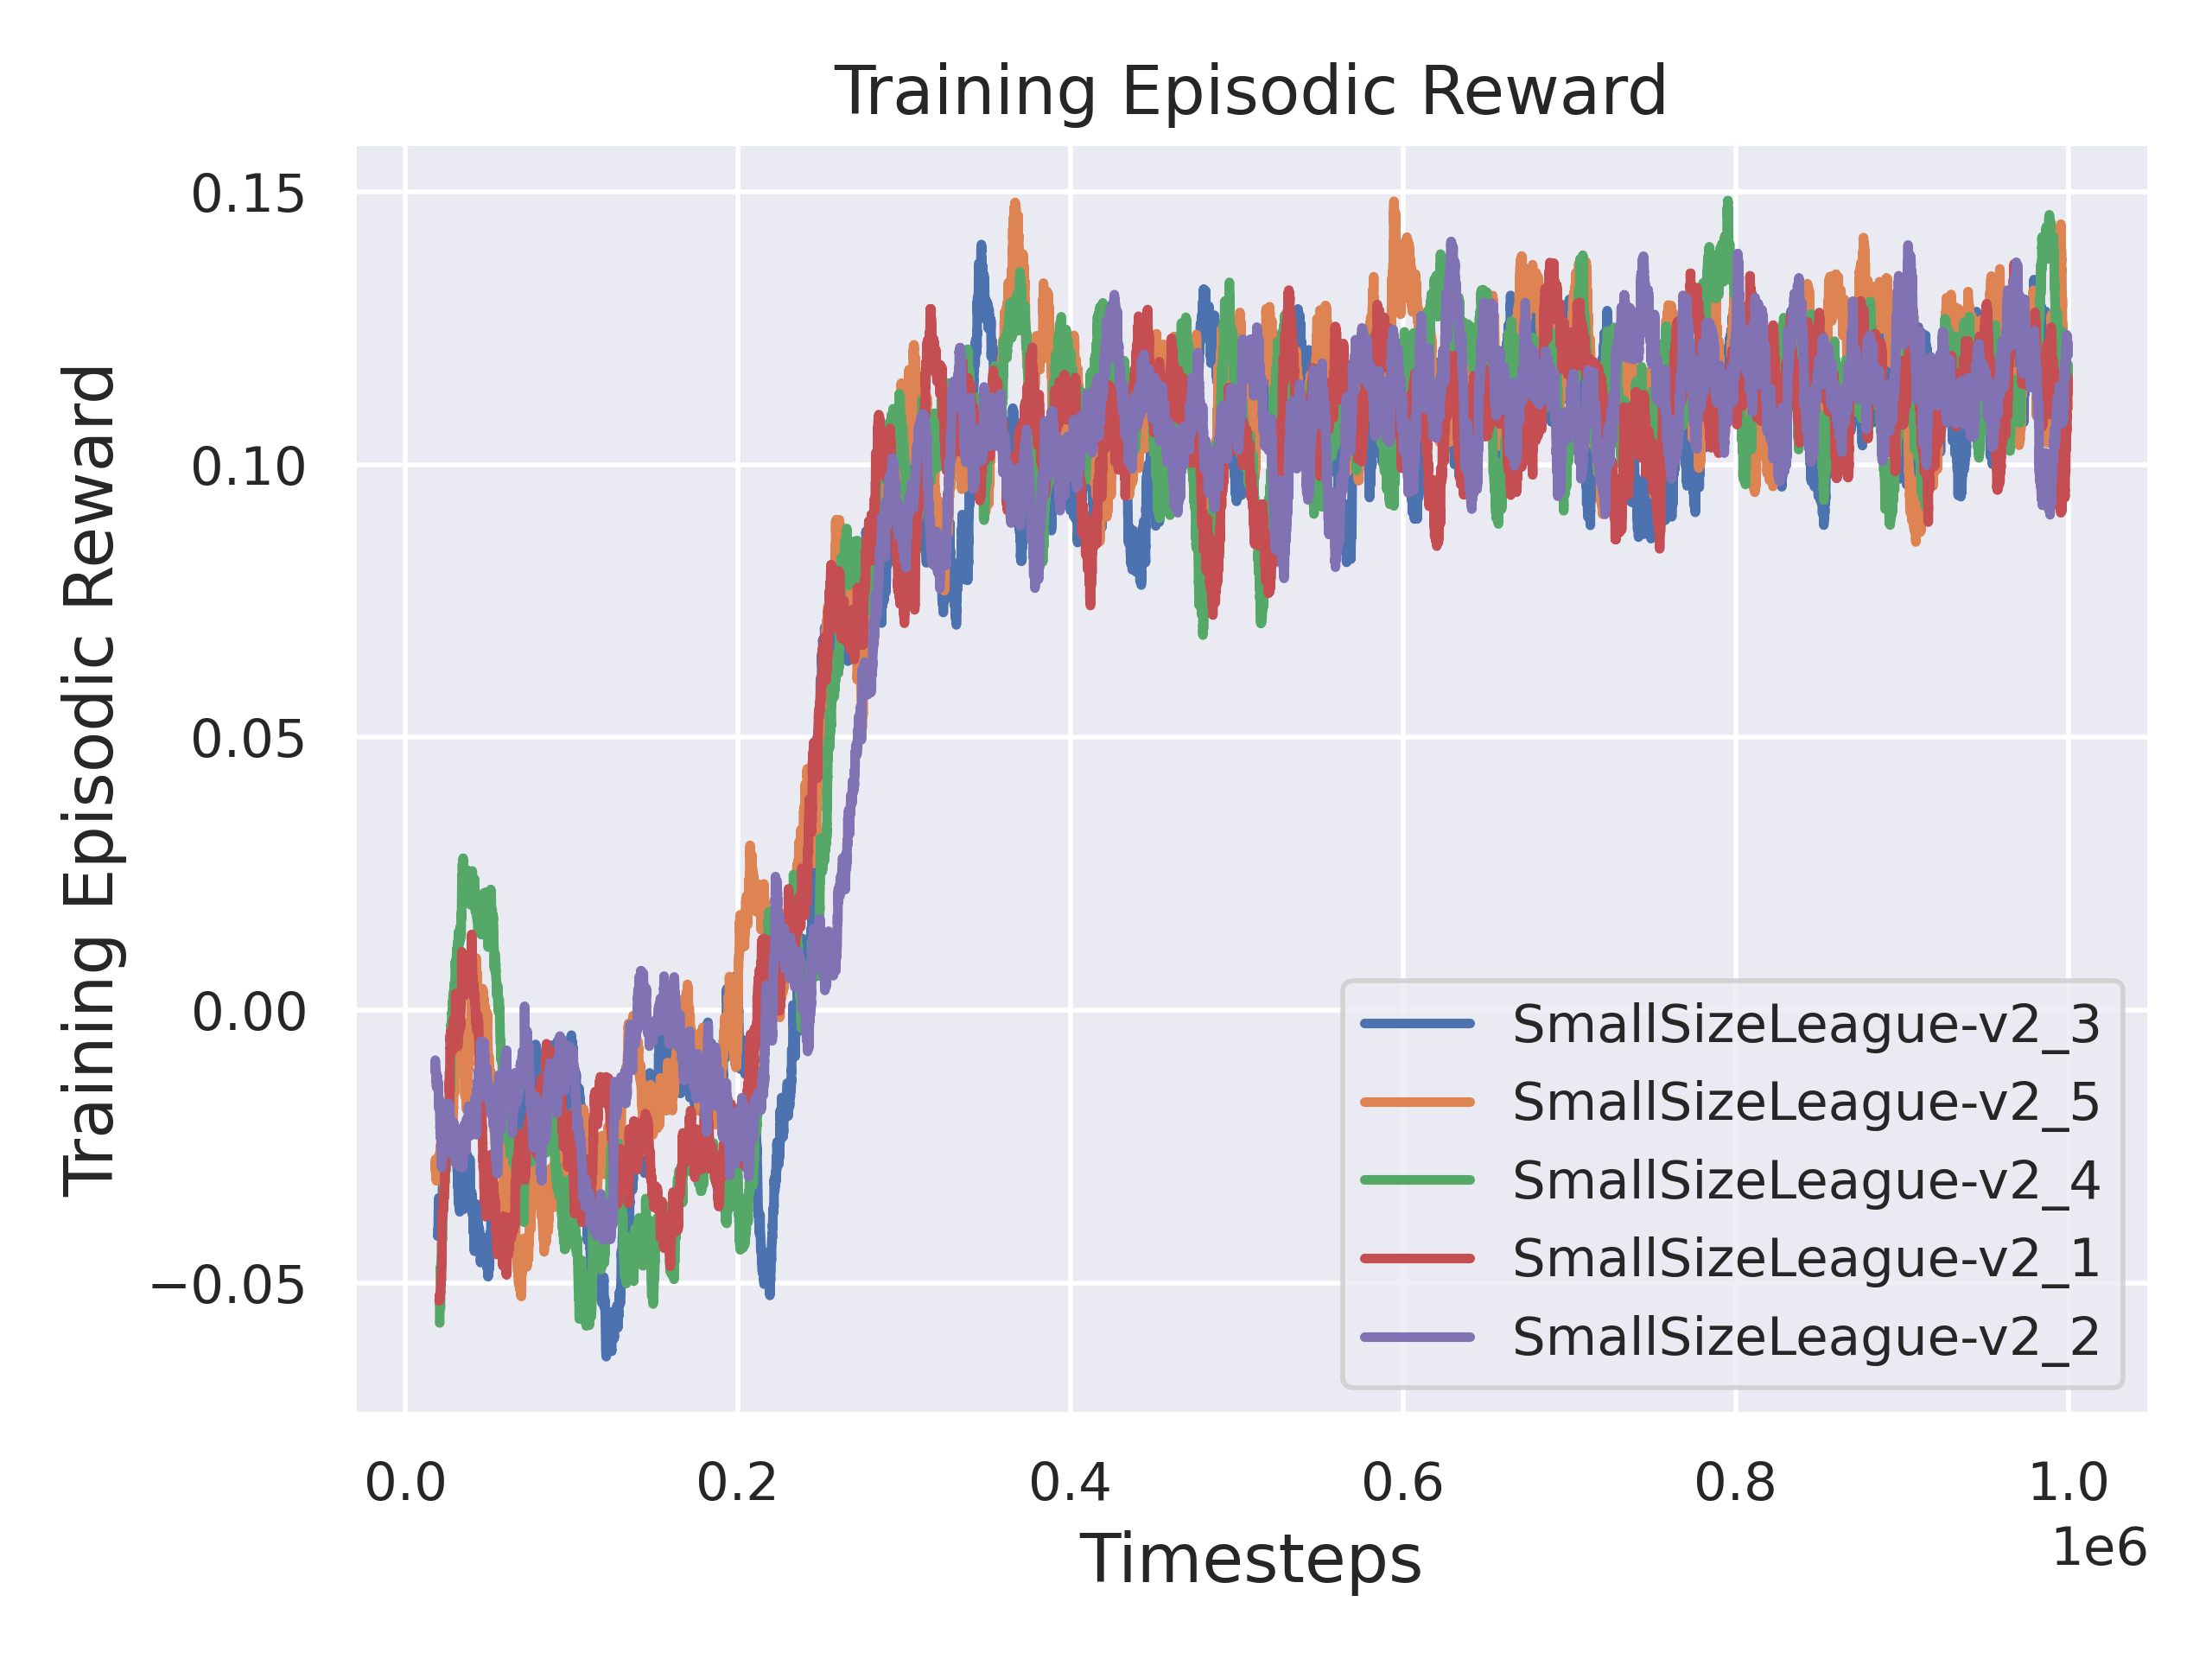 Training Episodic Reward
Training Episodic Reward
0.15
0.10
0.05
0.00
−0.05
SmallSizeLeague-v2_3
SmallSizeLeague-v2_5
SmallSizeLeague-v2_4
SmallSizeLeague-v2_1
SmallSizeLeague-v2_2
0.0 0.2 0.4 0.6 0.8 1.0
1e6
Timesteps